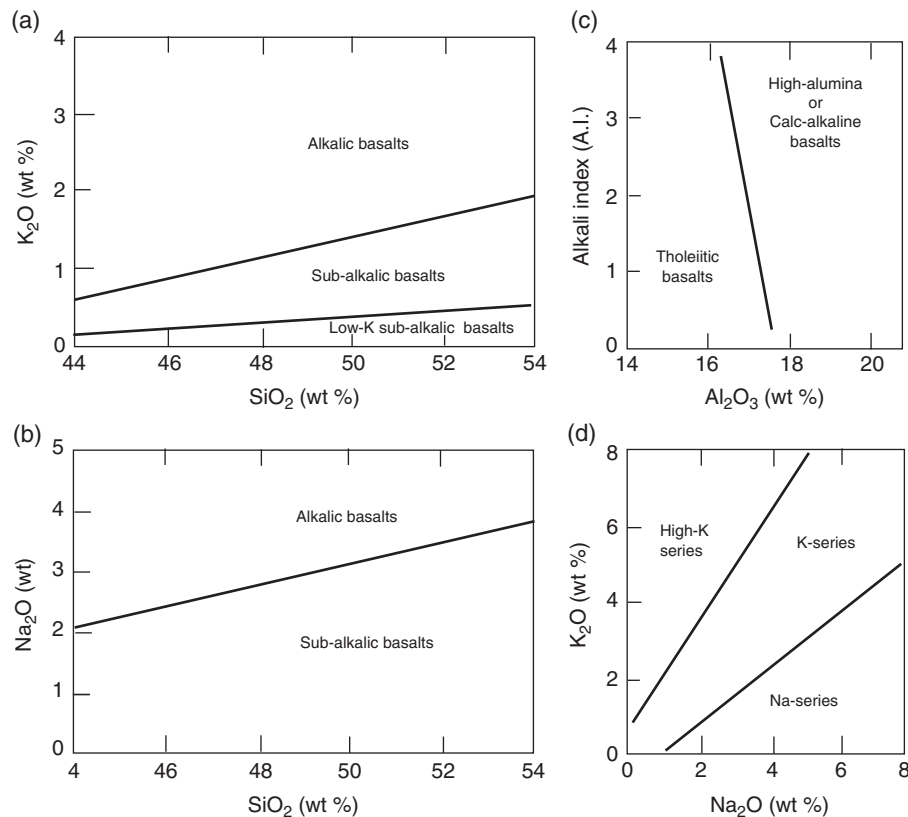 (a)
4
3
2
1
0
K₂O (wt %)
Alkalic basalts
Sub-alkalic basalts
Low-K sub-alkalic basalts
44 46 48 50 52 54
SiO₂ (wt %)
(c)
4
3
2
1
0
Alkali index (A.I.)
High-alumina
or
Calc-alkaline
basalts
Tholeiitic
basalts
14 16 18 20
Al₂O₃ (wt %)
(b)
5
4
3
2
1
0
Na₂O (wt)
Alkalic basalts
Sub-alkalic basalts
4 46 48 50 52 54
SiO₂ (wt %)
(d)
8
6
4
2
0
K₂O (wt %)
High-K
series
K-series
Na-series
0 2 4 6 8
Na₂O (wt %)